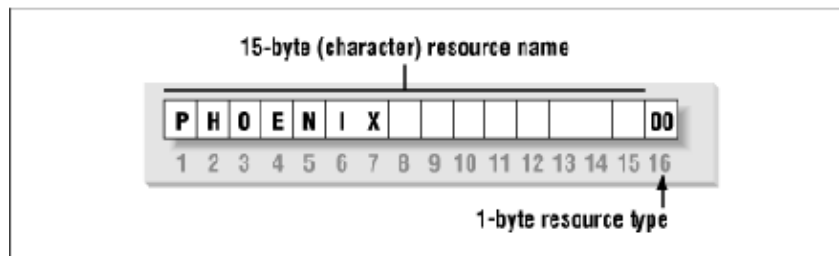 15-byte (character) resource name
P H O E N I X 00
1 2 3 4 5 6 7 8 9 10 11 12 13 14 15 16
1-byte resource type